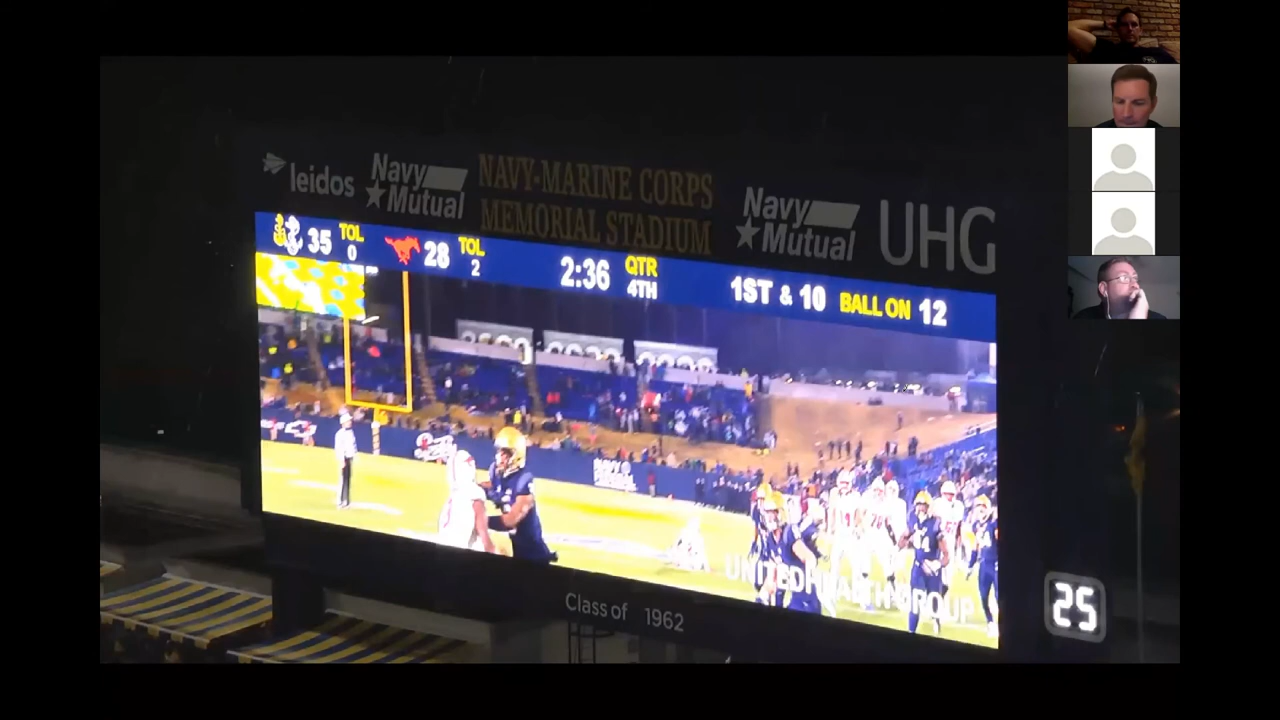 leidos
Navy
Mutual
NAVY-MARINE CORPS
MEMORIAL STADIUM
Navy
Mutual
UHG
35 TOL 0 28 TOL 2 2:36 QTR 4TH 1ST & 10 BALL ON 12
UNITEDHEALTH GROUP
Class of 1962
25